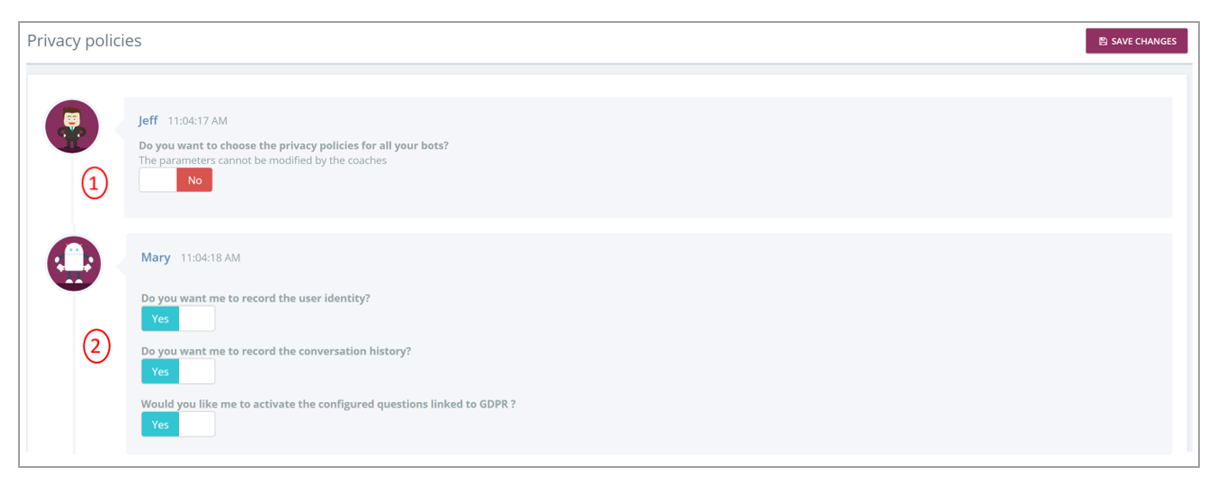 Privacy policies
SAVE CHANGES
Jeff 11:04:17 AM
Do you want to choose the privacy policies for all your bots?
The parameters cannot be modified by the coaches
No
1
Mary 11:04:18 AM
Do you want me to record the user identity?
Yes
2
Do you want me to record the conversation history?
Yes
Would you like me to activate the configured questions linked to GDPR ?
Yes